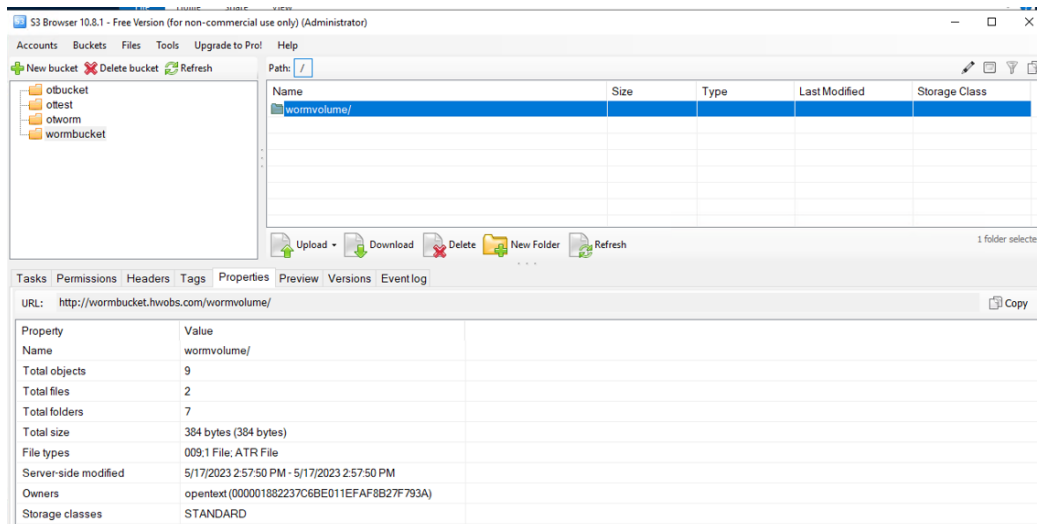 S3 Browser 10.8.1 - Free Version (for non-commercial use only) (Administrator)
Accounts Buckets Files Tools Upgrade to Pro! Help
New bucket Delete bucket Refresh
Path: /
otbucket
ottest
otworm
wormbucket
Name Size Type Last Modified Storage Class
wormvolume/
Upload Download Delete New Folder Refresh
1 folder selecte
Tasks Permissions Headers Tags Properties Preview Versions Eventlog
URL: http://wormbucket.hwobs.com/wormvolume/ Copy
Property Value
Name wormvolume/
Total objects 9
Total files 2
Total folders 7
Total size 384 bytes (384 bytes)
File types 009;1 File; ATR File
Server-side modified 5/17/2023 2:57:50 PM - 5/17/2023 2:57:50 PM
Owners opentext(000001882237C6BE011EFAF8B27F793A)
Storage classes STANDARD